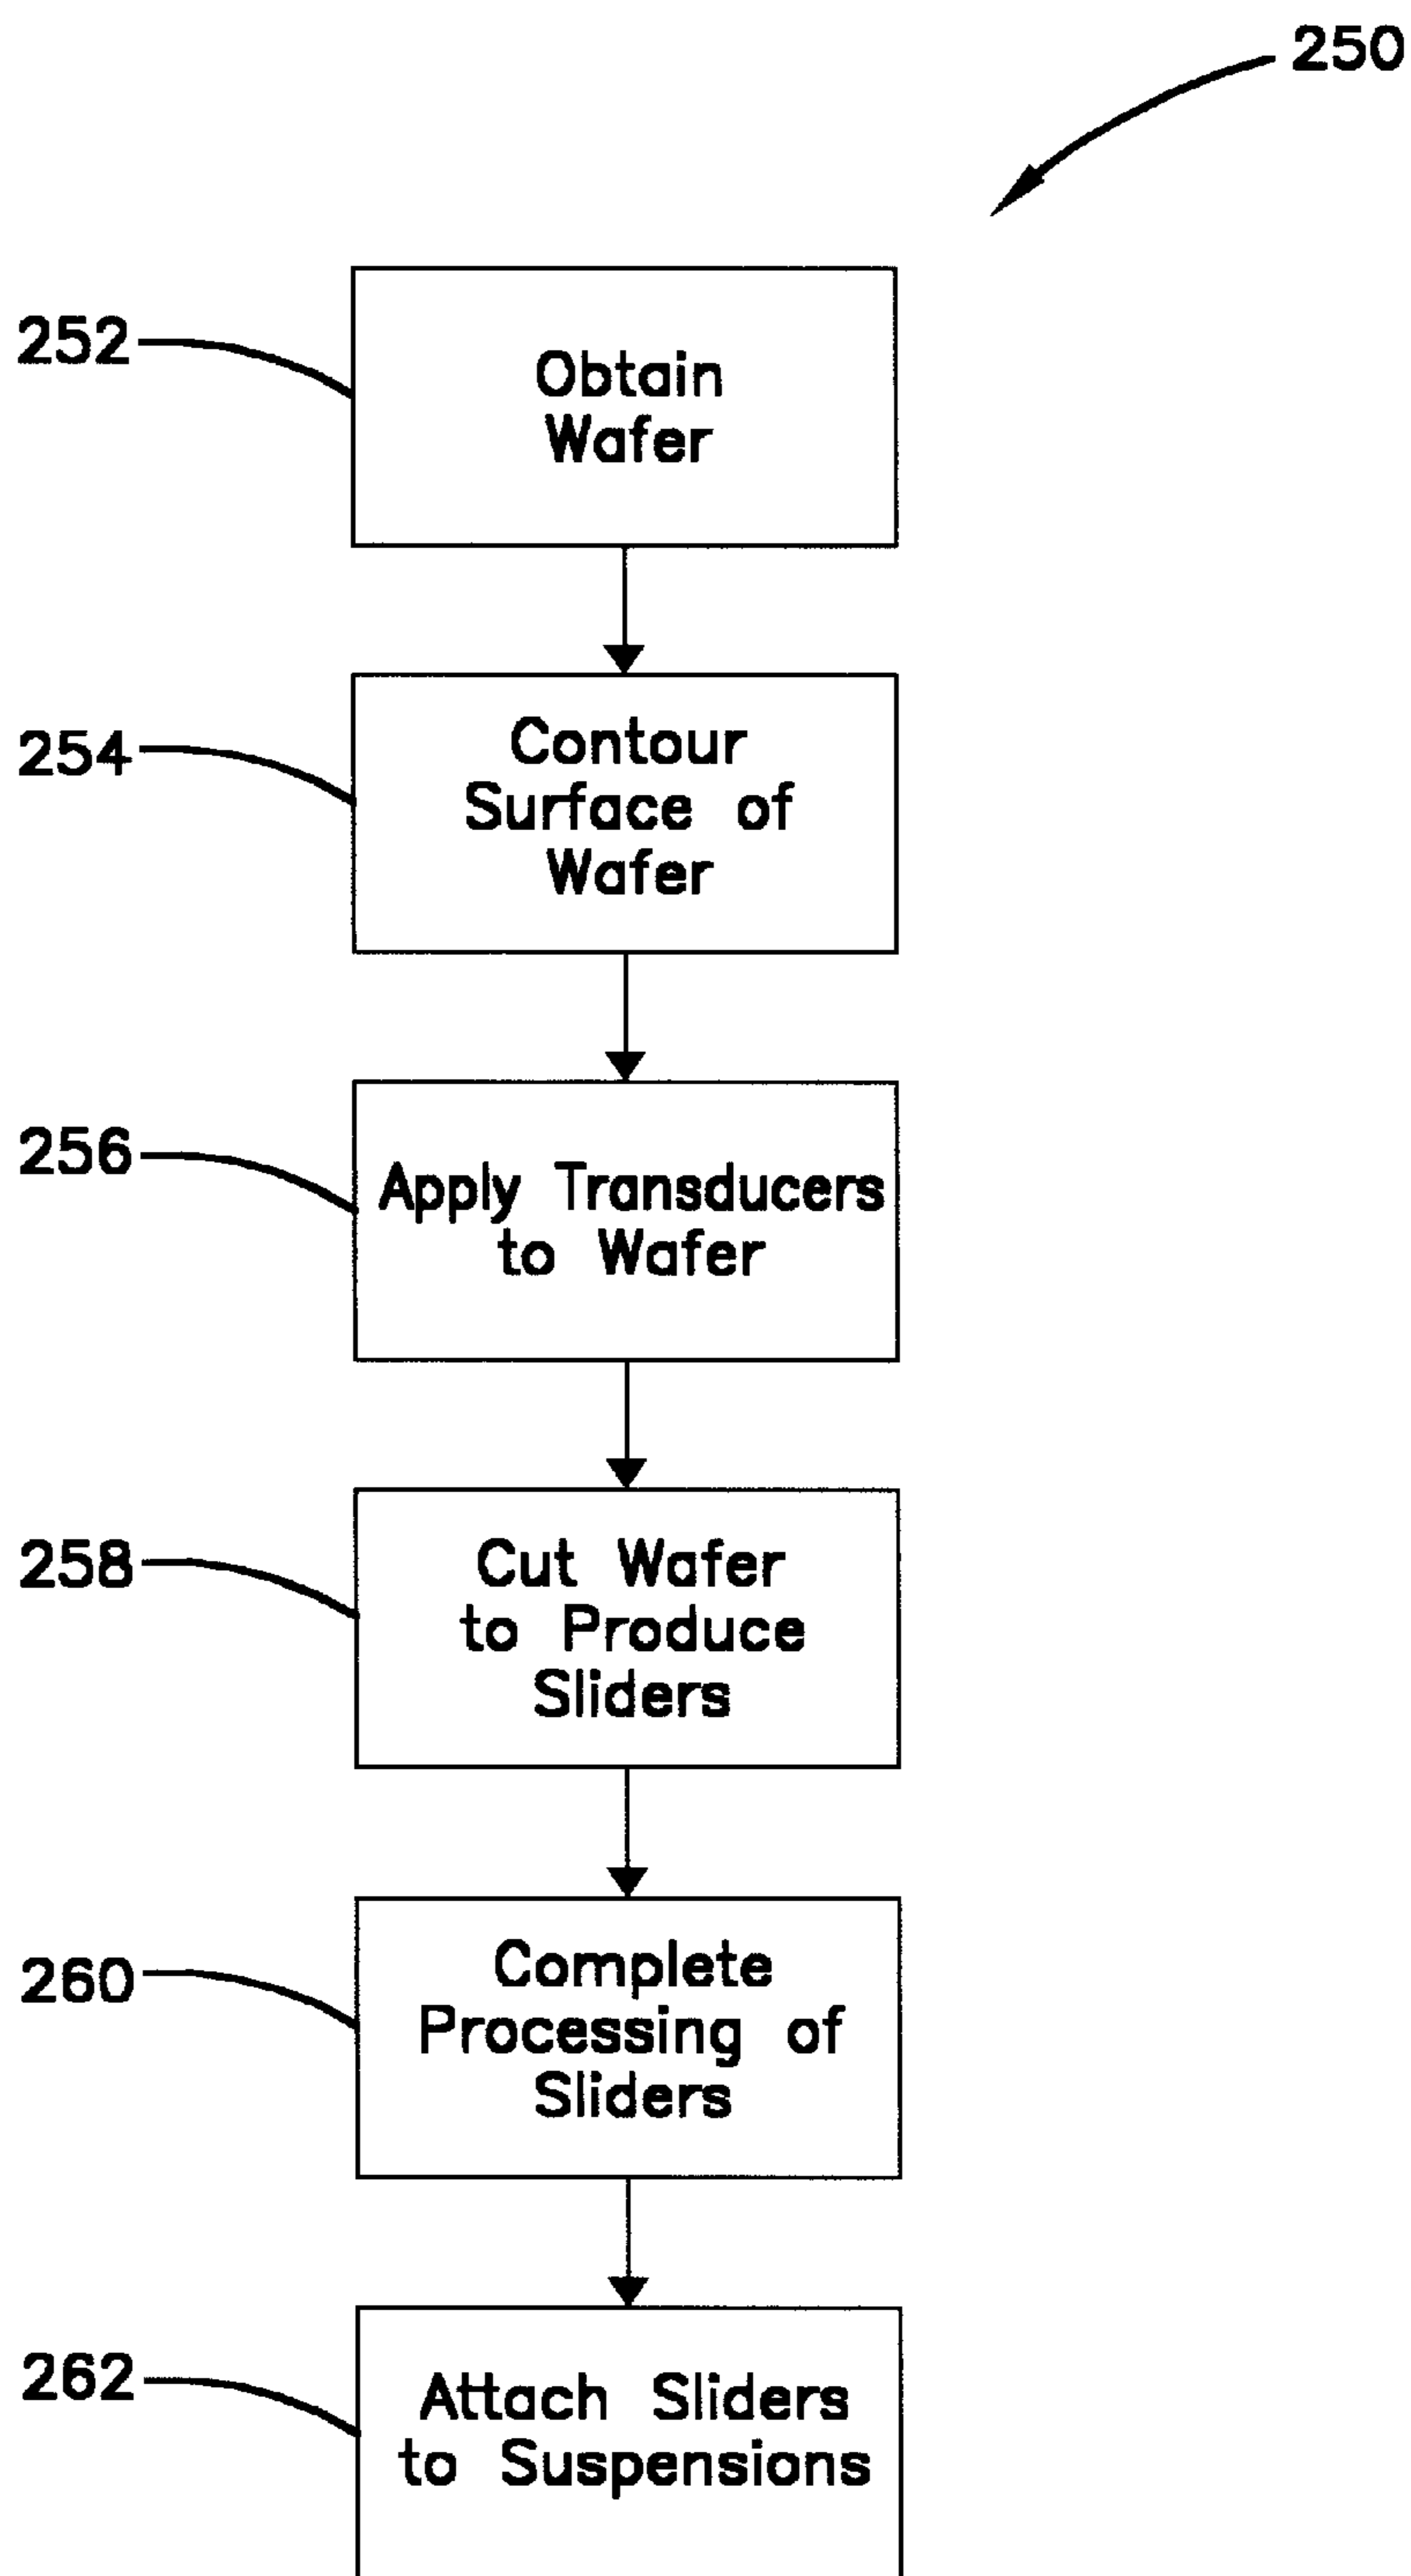 250
252
Obtain
Wafer
254
Contour
Surface of
Wafer
256
Apply Transducers
to Wafer
258
Cut Wafer
to Produce
Sliders
260
Complete
Processing of
Sliders
262
Attach Sliders
to Suspensions